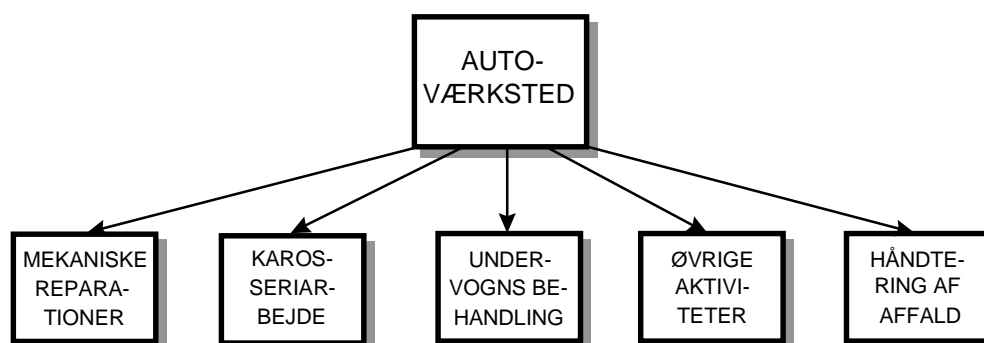 AUTO-
VÆRKSTED
MEKANISKE
REPARA-
TIONER
KAROS-
SERIAR-
BEJDE
UNDER-
VOGNS BE-
HANDLING
ØVRIGE
AKTIVI-
TETER
HÅNDTE-
RING AF
AFFALD